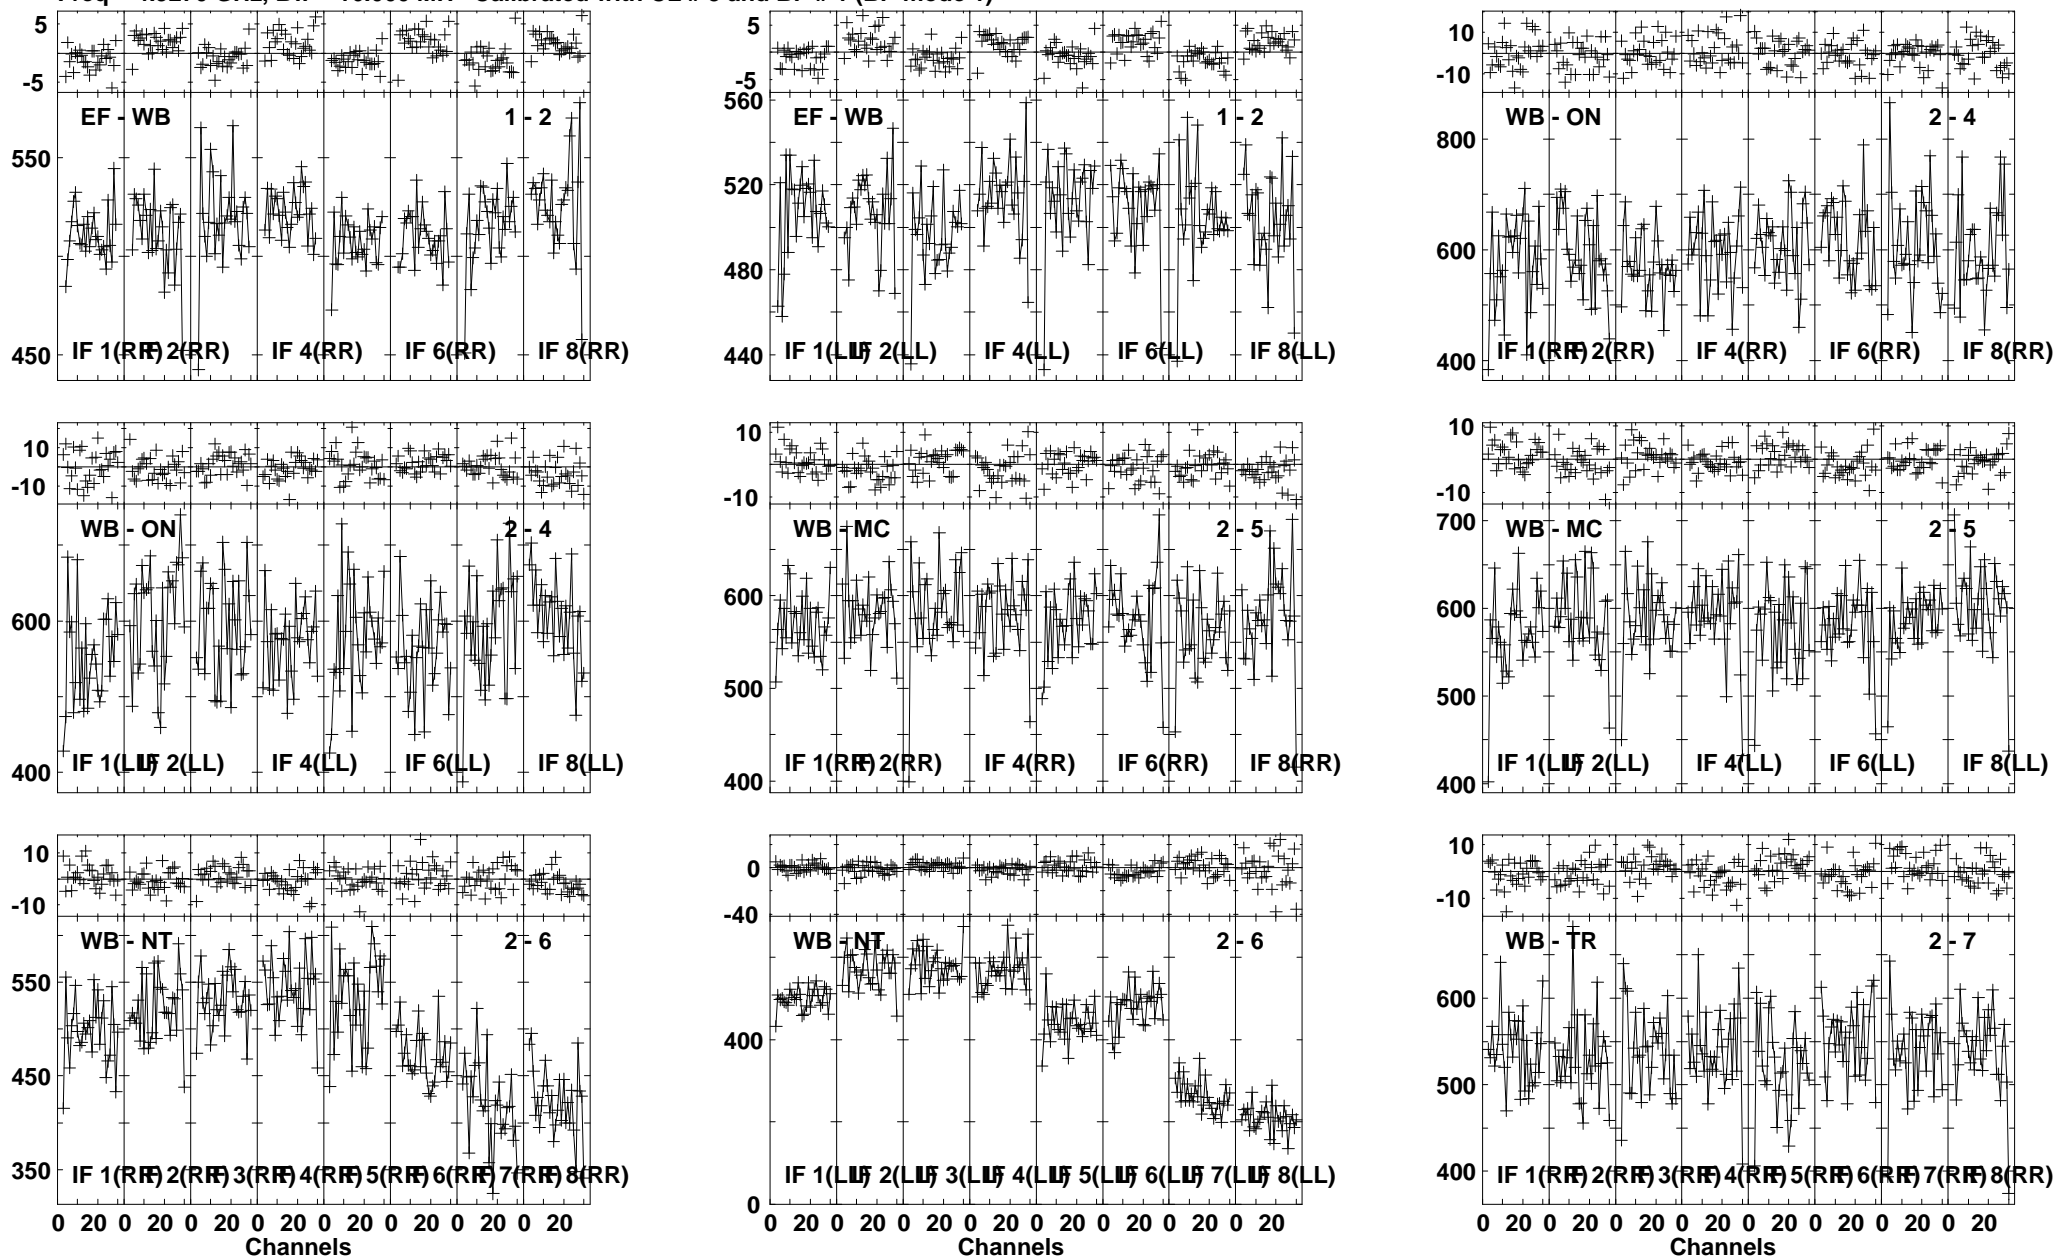 5 5 10
-5 -5 -10
EF - WB 1 - 2 EF - WB 1 - 2 WB - ON 2 - 4
550 450
560 520 480 440
800 600 400
IF 1(RR) IF 2(RR) IF 4(RR) IF 6(RR) IF 8(RR)
IF 1(LL) IF 2(LL) IF 4(LL) IF 6(LL) IF 8(LL)
IF 1(RR) IF 2(RR) IF 4(RR) IF 6(RR) IF 8(RR)
10 10 10
-10 -10 -10
WB - ON 2 - 4 WB - MC 2 - 5 WB - MC 2 - 5
600 400
600 500 400
700 600 500 400
IF 1(LL) IF 2(LL) IF 4(LL) IF 6(LL) IF 8(LL)
IF 1(RR) IF 2(RR) IF 4(RR) IF 6(RR) IF 8(RR)
IF 1(LL) IF 2(LL) IF 4(LL) IF 6(LL) IF 8(LL)
10 0 10
-10 -40 -10
WB - NT 2 - 6 WB - NT 2 - 6 WB - TR 2 - 7
550 450 350
400 0
600 500 400
IF 1(RR) IF 2(RR) IF 3(RR) IF 4(RR) IF 5(RR) IF 6(RR) IF 7(RR) IF 8(RR)
IF 1(LL) IF 2(LL) IF 3(LL) IF 4(LL) IF 5(LL) IF 6(LL) IF 7(LL) IF 8(LL)
IF 1(RR) IF 2(RR) IF 3(RR) IF 4(RR) IF 5(RR) IF 6(RR) IF 7(RR) IF 8(RR)
0 20 0 20 0 20 0 20 0 20 0 20 0 20 0 20
0 20 0 20 0 20 0 20 0 20 0 20 0 20 0 20
0 20 0 20 0 20 0 20 0 20 0 20 0 20 0 20
Channels Channels Channels